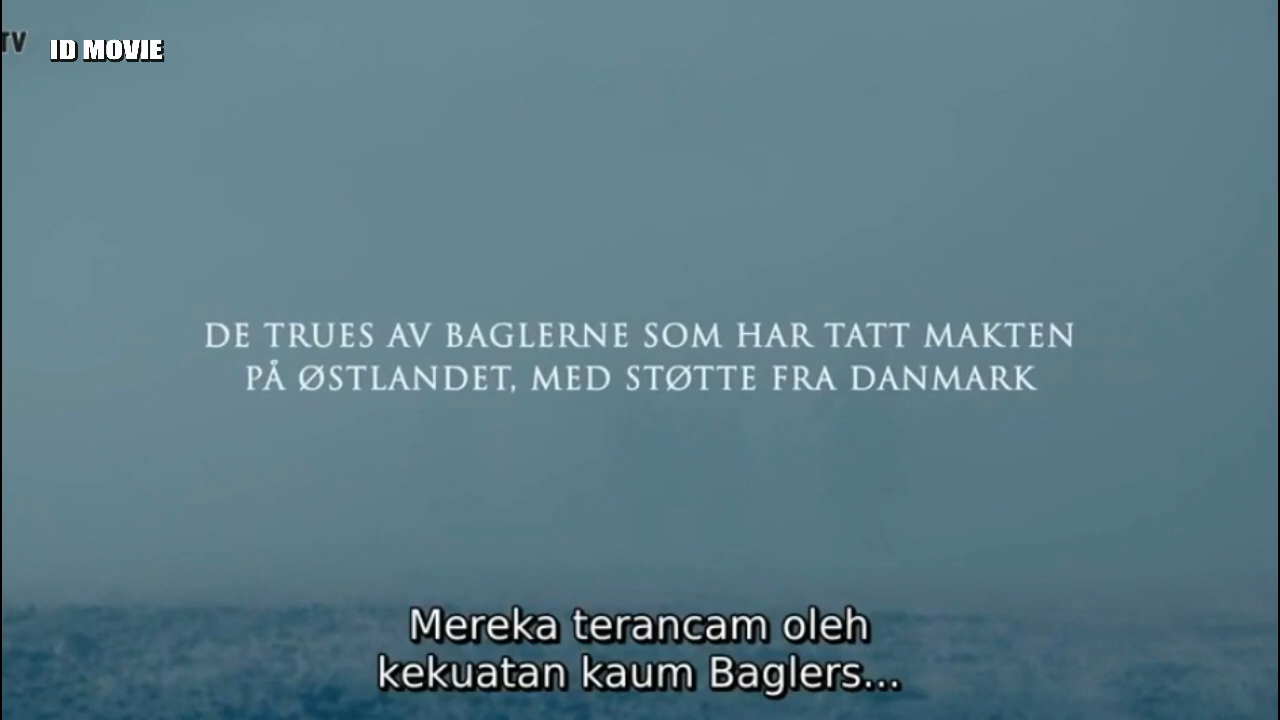 TV
ID MOVIE
DE TRUES AV BAGLERNE SOM HAR TATT MAKTEN
PÅ ØSTLANDET, MED STØTTE FRA DANMARK
Mereka terancam oleh
kekuatan kaum Baglers...